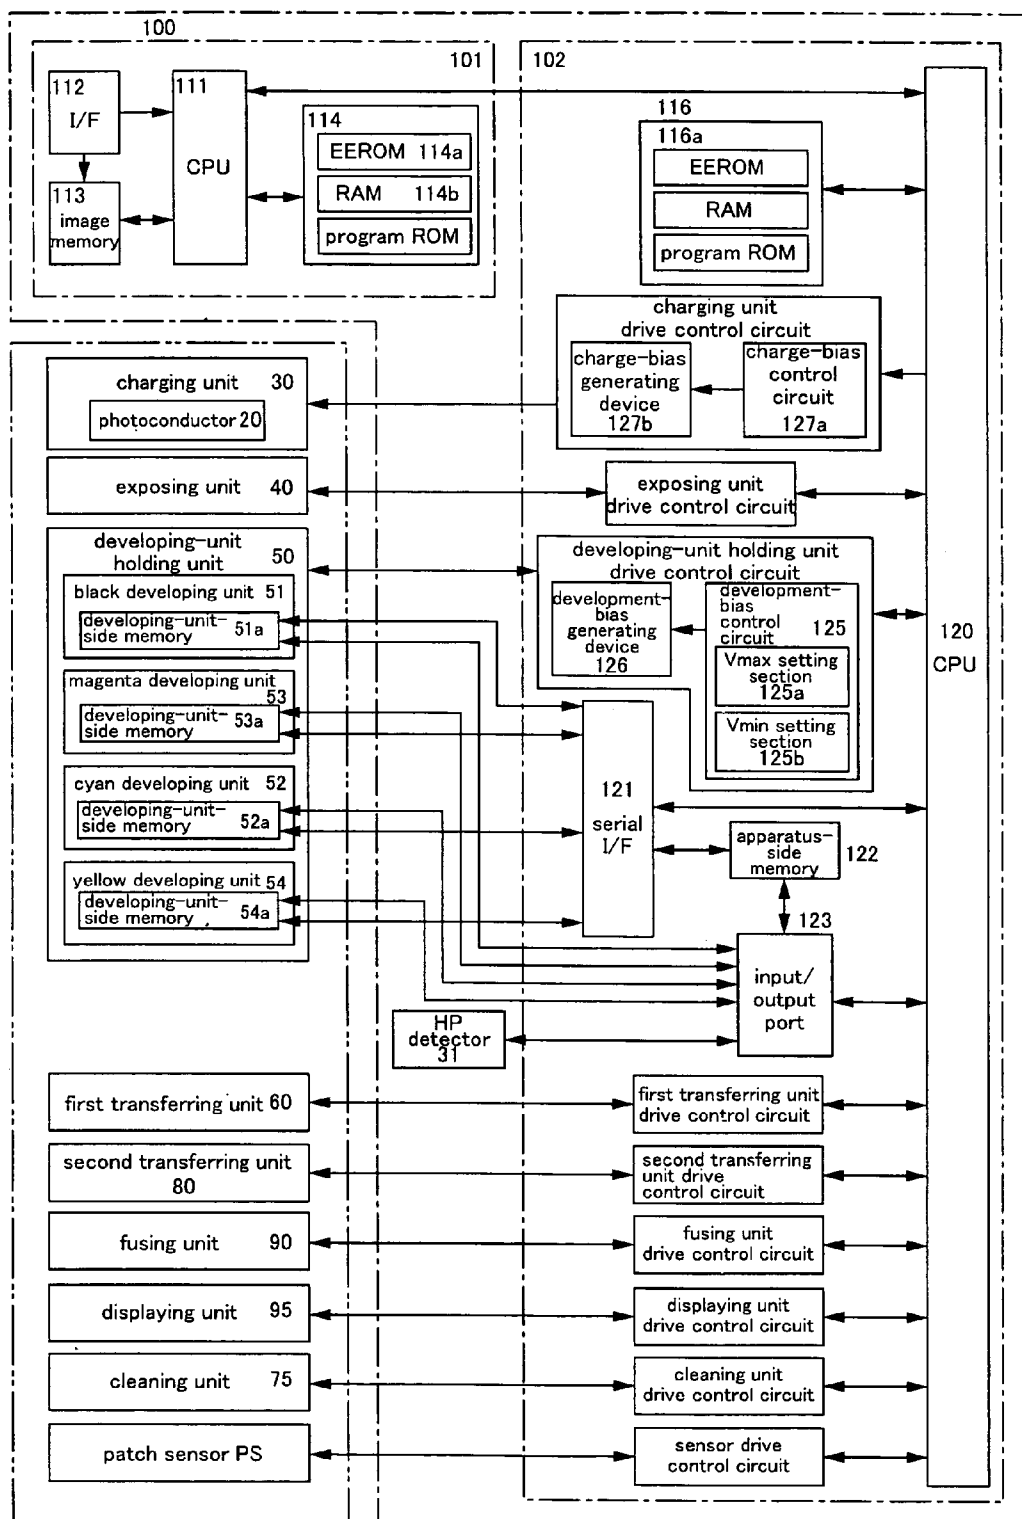 100
101
112
I/F
111
CPU
113
image
memory
114
EEROM 114a
RAM 114b
program ROM
102
116
116a
EEROM
RAM
program ROM
charging unit
drive control circuit
charge-bias
generating
device
127b
charge-bias
control
circuit
127a
charging unit 30
photoconductor 20
exposing unit 40
exposing unit
drive control circuit
developing-unit
holding unit 50
black developing unit 51
developing-unit-
side memory 51a
magenta developing unit
53
developing-unit-
side memory 53a
cyan developing unit 52
developing-unit-
side memory 52a
yellow developing unit 54
developing-unit-
side memory 54a
developing-unit holding unit
drive control circuit
development-
bias
generating
device
126
development-
bias
control
circuit 125
Vmax setting
section
125a
Vmin setting
section
125b
120
CPU
121
serial
I/F
apparatus-
side
memory
122
123
input/
output
port
HP
detector
31
first transferring unit 60
first transferring unit
drive control circuit
second transferring unit
80
second transferring
unit drive
control circuit
fusing unit 90
fusing unit
drive control circuit
displaying unit 95
displaying unit
drive control circuit
cleaning unit 75
cleaning unit
drive control circuit
patch sensor PS
sensor drive
control circuit